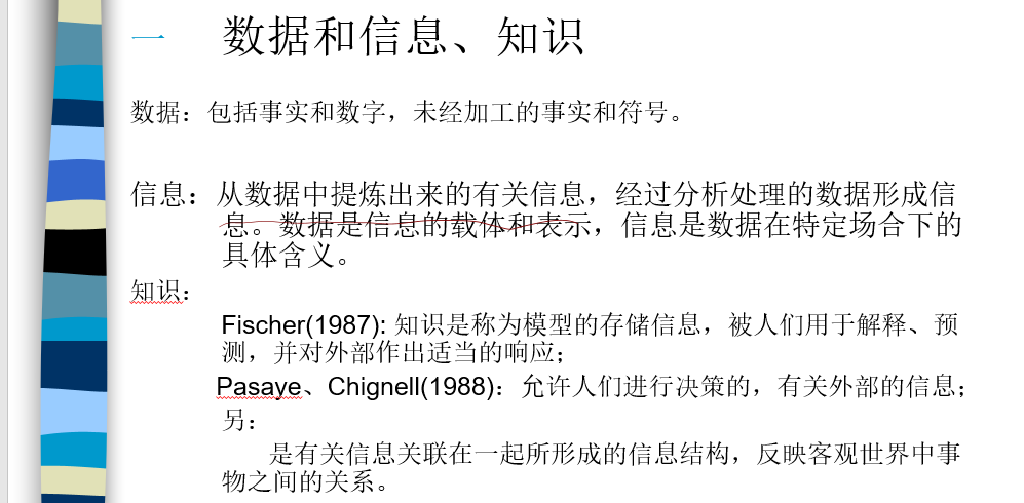 一 数据和信息、知识
数据：包括事实和数字，未经加工的事实和符号。
信息：从数据中提炼出来的有关信息，经过分析处理的数据形成信
息。数据是信息的载体和表示，信息是数据在特定场合下的
具体含义。
知识：
Fischer(1987): 知识是称为模型的存储信息，被人们用于解释、预
测，并对外部作出适当的响应；
Pasaye、Chignell(1988)：允许人们进行决策的，有关外部的信息；
另：
是有关信息关联在一起所形成的信息结构，反映客观世界中事
物之间的关系。